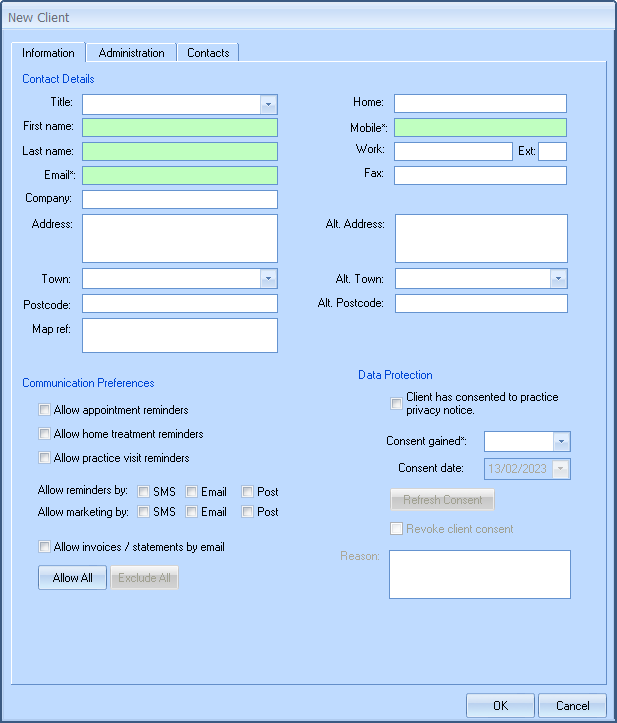 New Client
Information Administration Contacts
Contact Details
Title: Home:
First name: Mobile*:
Last name: Work: Ext:
Email*: Fax:
Company:
Address: Alt. Address:
Town: Alt. Town:
Postcode: Alt. Postcode:
Map ref:
Communication Preferences
Allow appointment reminders
Allow home treatment reminders
Allow practice visit reminders
Allow reminders by: SMS Email Post
Allow marketing by: SMS Email Post
Allow invoices / statements by email
Allow All Exclude All
Data Protection
Client has consented to practice
privacy notice.
Consent gained*:
Consent date: 13/02/2023
Refresh Consent
Revoke client consent
Reason:
OK Cancel